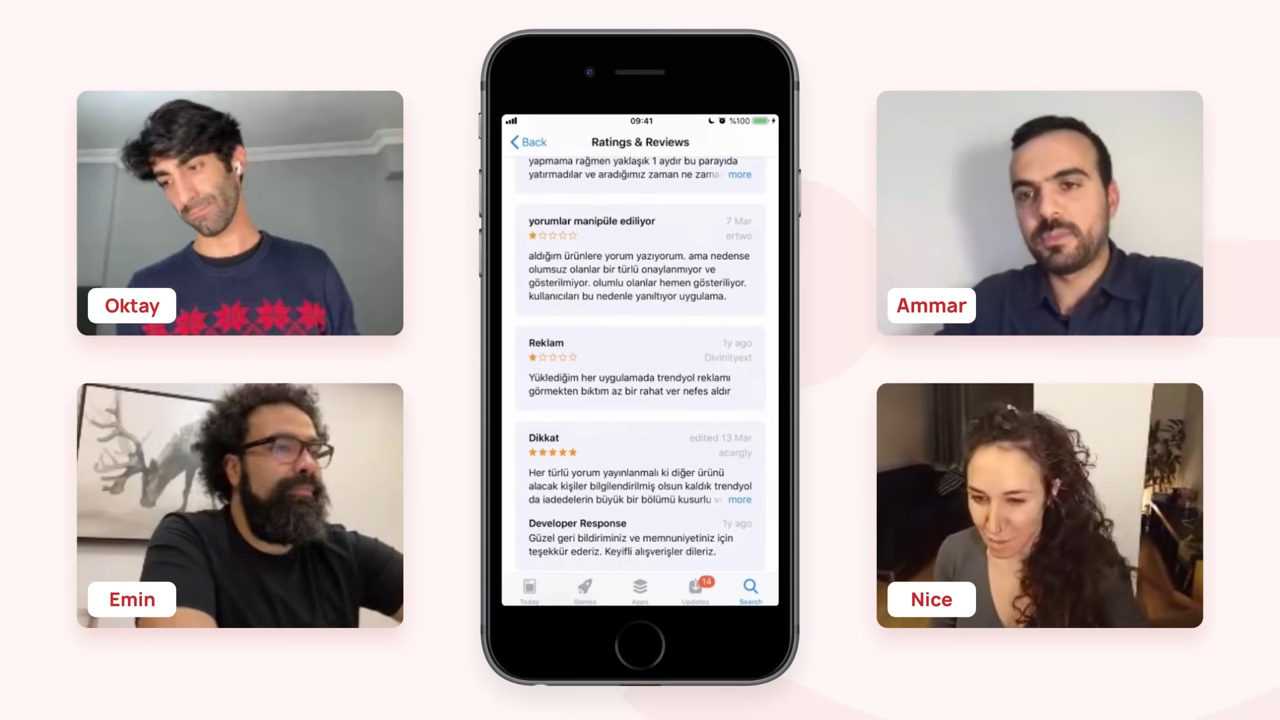 Oktay
Emin
09:41
%100
Back
Ratings & Reviews
yapmama rağmen yaklaşık 1 aydır bu parayıda
yatırmadılar ve aradığımız zaman ne zama more
yorumlar manipüle ediliyor 7 Mar
ertwo
aldığım ürünlere yorum yazıyorum. ama nedense
olumsuz olanlar bir türlü onaylanmıyor ve
gösterilmiyor. olumlu olanlar hemen gösteriliyor.
kullanıcıları bu nedenle yanıltıyor uygulama.
Reklam 1y ago
Divinityext
Yüklediğim her uygulamada trendyol reklamı
görmekten bıktım az bir rahat ver nefes aldır
Dikkat edited 13 Mar
acargly
Her türlü yorum yayınlanmalı ki diğer ürünü
alacak kişiler bilgilendirilmiş olsun kaldık trendyol
da iadedelerin büyük bir bölümü kusurlu more
Developer Response 1y ago
Güzel geri bildiriminiz ve memnuniyetiniz için
teşekkür ederiz. Keyifli alışverişler dileriz.
14
Today Games Apps Updates Search
Ammar
Nice